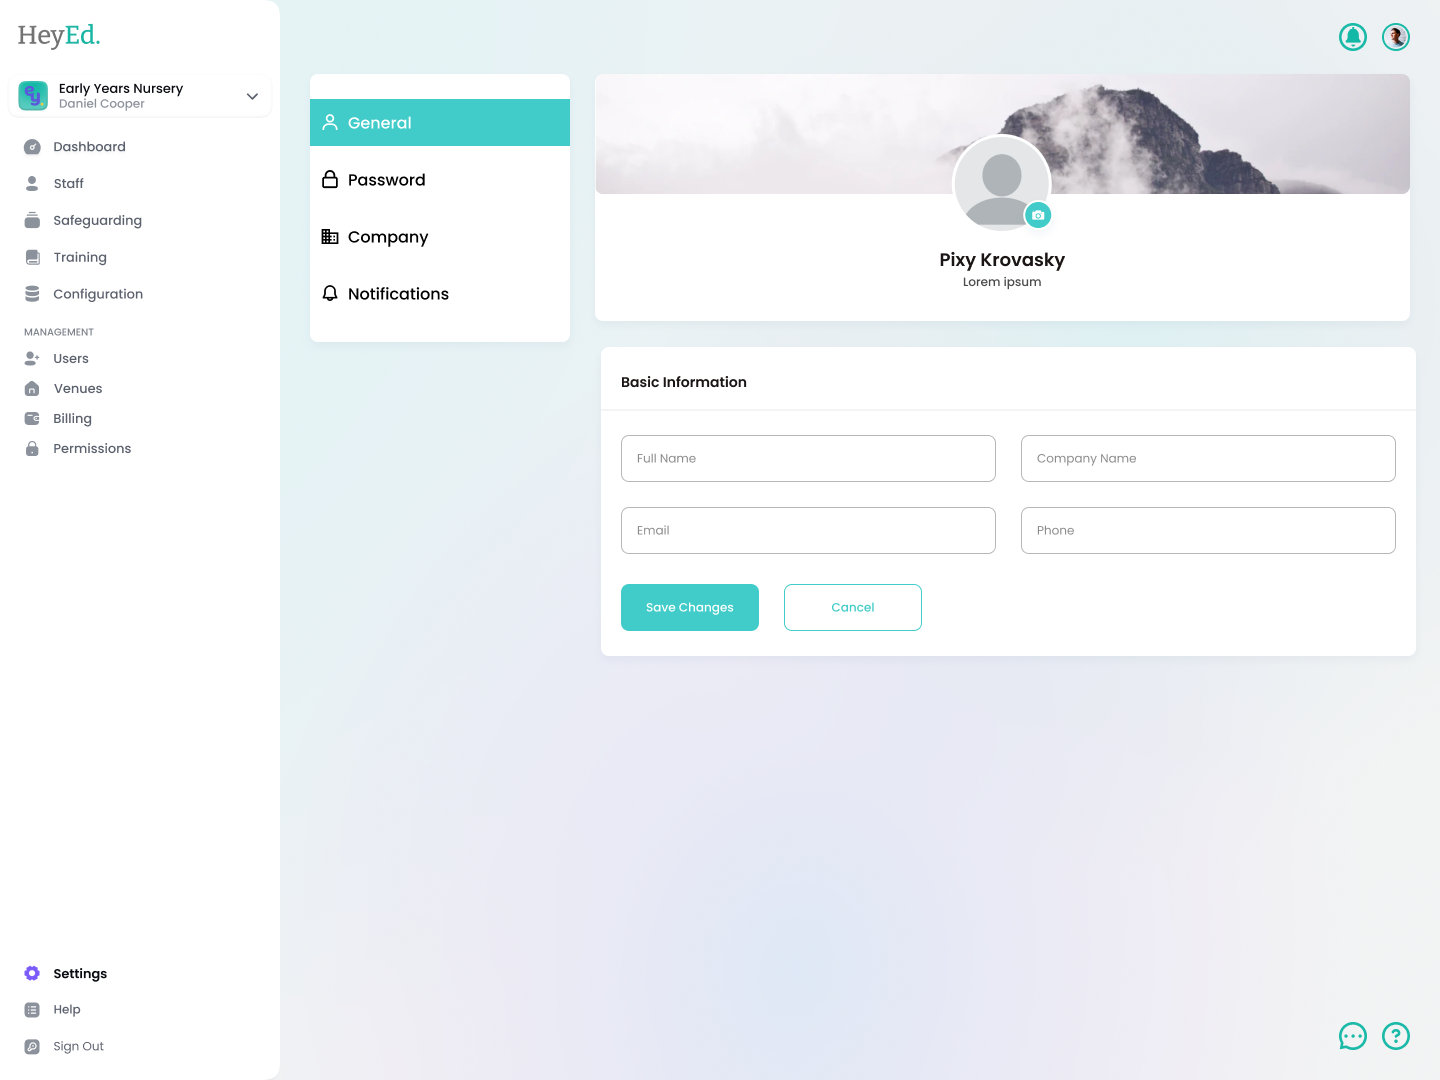 HeyEd.
Early Years Nursery
Daniel Cooper
Dashboard
Staff
Safeguarding
Training
Configuration
MANAGEMENT
Users
Venues
Billing
Permissions
Settings
Help
Sign Out
General
Password
Company
Notifications
Pixy Krovasky
Lorem ipsum
Basic Information
Full Name
Company Name
Email
Phone
Save Changes
Cancel